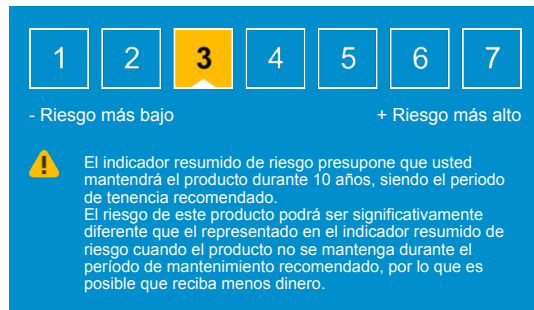 1 2 3 4 5 6 7
- Riesgo más bajo + Riesgo más alto
El indicador resumido de riesgo presupone que usted
mantendrá el producto durante 10 años, siendo el periodo
de tenencia recomendado.
El riesgo de este producto podrá ser significativamente
diferente que el representado en el indicador resumido de
riesgo cuando el producto no se mantenga durante el
período de mantenimiento recomendado, por lo que es
posible que reciba menos dinero.